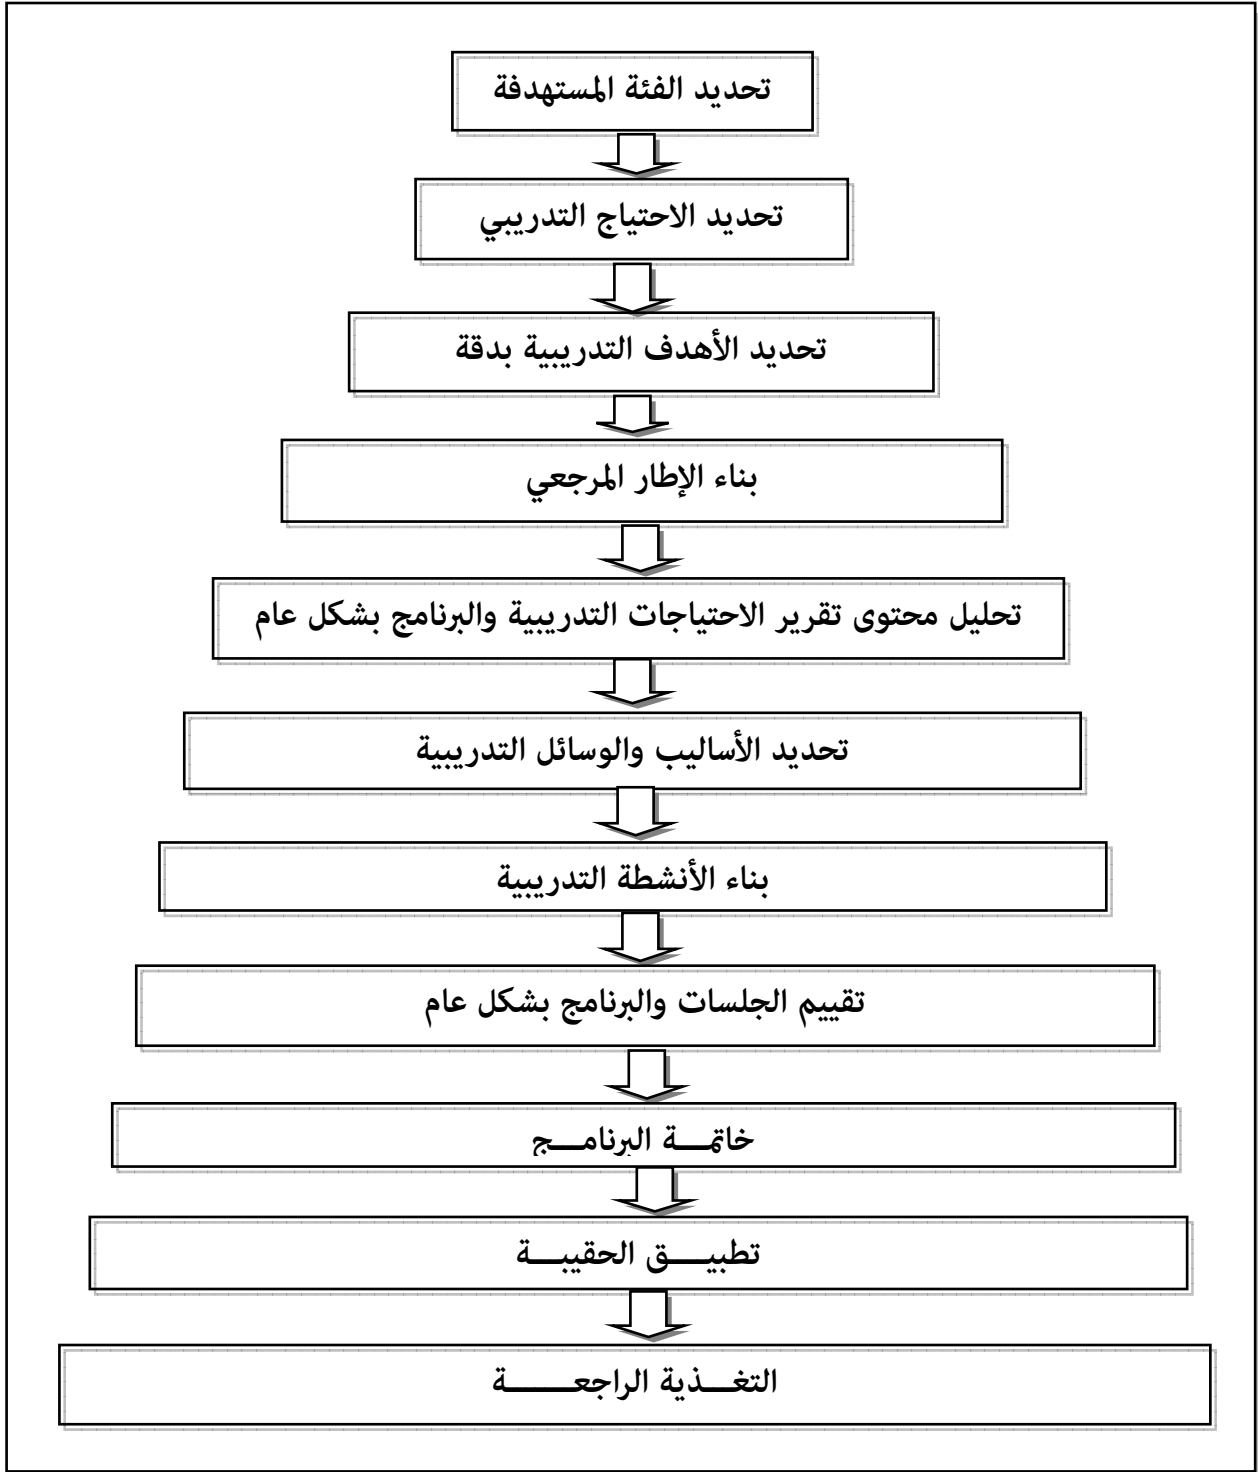 تحديد الفئة المستهدفة
تحديد الاحتياج التدريبي
تحديد الأهدف التدريبية بدقة
بناء الإطار المرجعي
تحليل محتوى تقرير الاحتياجات التدريبية والبرنامج بشكل عام
تحديد الأساليب والوسائل التدريبية
بناء الأنشطة التدريبية
تقييم الجلسات والبرنامج بشكل عام
خاتمـــة البرنامـــج
تطبيـــق الحقيبـــة
التغـــذية الراجعـــــة